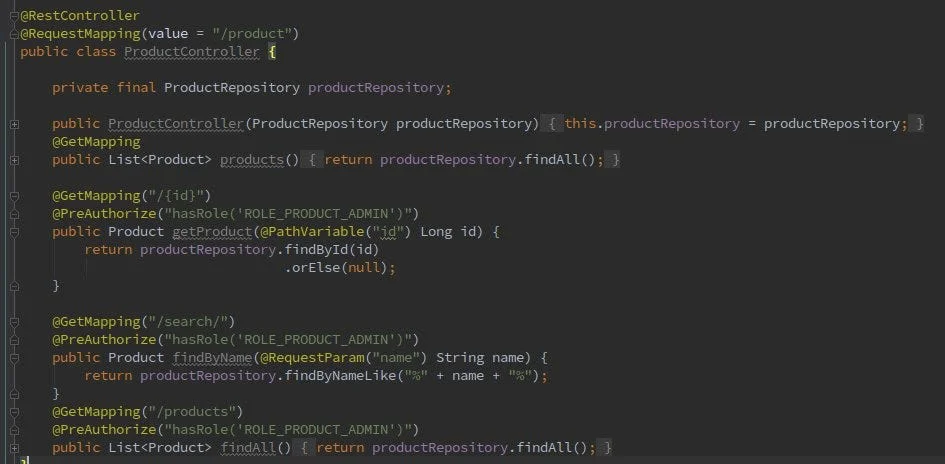 @RestController
@RequestMapping(value = "/product")
public class ProductController {
private final ProductRepository productRepository;
public ProductController(ProductRepository productRepository) { this.productRepository = productRepository; }
@GetMapping
public List<Product> products() { return productRepository.findAll(); }
@GetMapping("/{id}")
@PreAuthorize("hasRole('ROLE_PRODUCT_ADMIN')")
public Product getProduct(@PathVariable("id") Long id) {
return productRepository.findById(id)
.orElse(null);
}
@GetMapping("/search/")
@PreAuthorize("hasRole('ROLE_PRODUCT_ADMIN')")
public Product findByName(@RequestParam("name") String name) {
return productRepository.findByNameLike("%" + name + "%");
}
@GetMapping("/products")
@PreAuthorize("hasRole('ROLE_PRODUCT_ADMIN')")
public List<Product> findAll() { return productRepository.findAll(); }
}